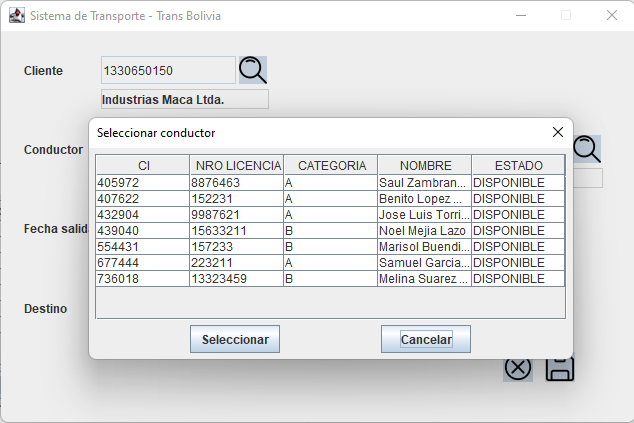 Sistema de Transporte - Trans Bolivia
Cliente 1330650150
Industrias Maca Ltda.
Seleccionar conductor
Conductor
CI NRO LICENCIA CATEGORIA NOMBRE ESTADO
405972 8876463 A Saul Zambran... DISPONIBLE
407622 152231 A Benito Lopez ... DISPONIBLE
432904 9987621 A Jose Luis Torri... DISPONIBLE
439040 15633211 B Noel Mejia Lazo DISPONIBLE
554431 157233 B Marisol Buendi... DISPONIBLE
677444 223211 A Samuel Garcia... DISPONIBLE
736018 13323459 B Melina Suarez ... DISPONIBLE
Fecha salida
Destino
Seleccionar Cancelar